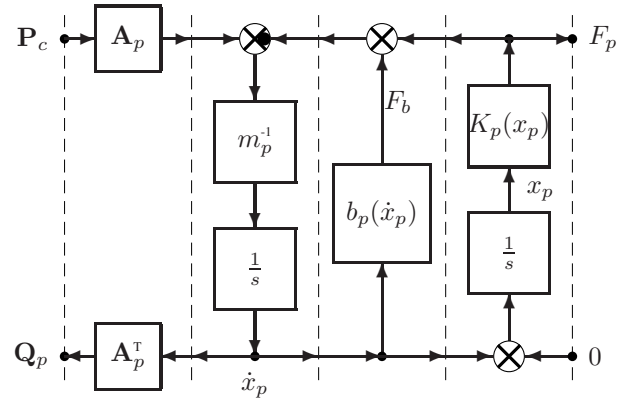 P_c A_p F_p
F_b
m_p^{-1} K_p(x_p)
x_p
b_p(ẋ_p)
1/s 1/s
Q_p A_p^T 0
ẋ_p